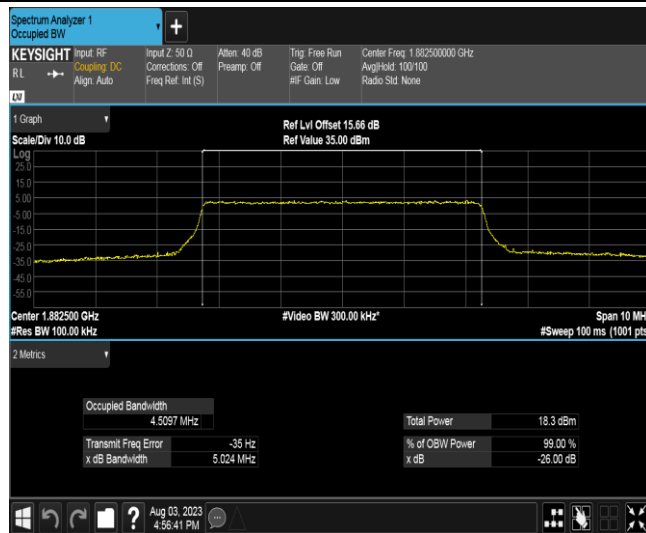 Spectrum Analyzer 1
Occupied BW
+
KEYSIGHT
RL
Input: RF
Coupling: DC
Align: Auto
Input Z: 50 Ω
Corrections: Off
Freq Ref: Int (S)
Atten: 40 dB
Preamp: Off
Trig: Free Run
Gate: Off
#IF Gain: Low
Center Freq: 1.882500000 GHz
Avg|Hold: 100/100
Radio Std: None
1 Graph
Scale/Div 10.0 dB
Ref Lvl Offset 15.66 dB
Ref Value 35.00 dBm
Log
25.0
15.0
5.00
-5.00
-15.0
-25.0
-35.0
-45.0
-55.0
Center 1.882500 GHz
#Video BW 300.00 kHz*
Span 10 MH
#Res BW 100.00 kHz
#Sweep 100 ms (1001 pts
2 Metrics
Occupied Bandwidth
4.5097 MHz
Total Power 18.3 dBm
Transmit Freq Error -35 Hz
% of OBW Power 99.00 %
x dB Bandwidth 5.024 MHz
x dB -26.00 dB
?
Aug 03, 2023
4:56:41 PM